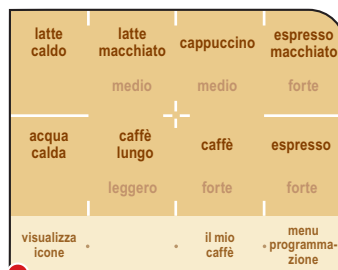 latte latte cappuccino espresso
caldo macchiato macchiato
medio medio forte
acqua caffè caffè espresso
calda lungo
leggero forte forte
visualizza il mio menu
icone caffè programma-
zione